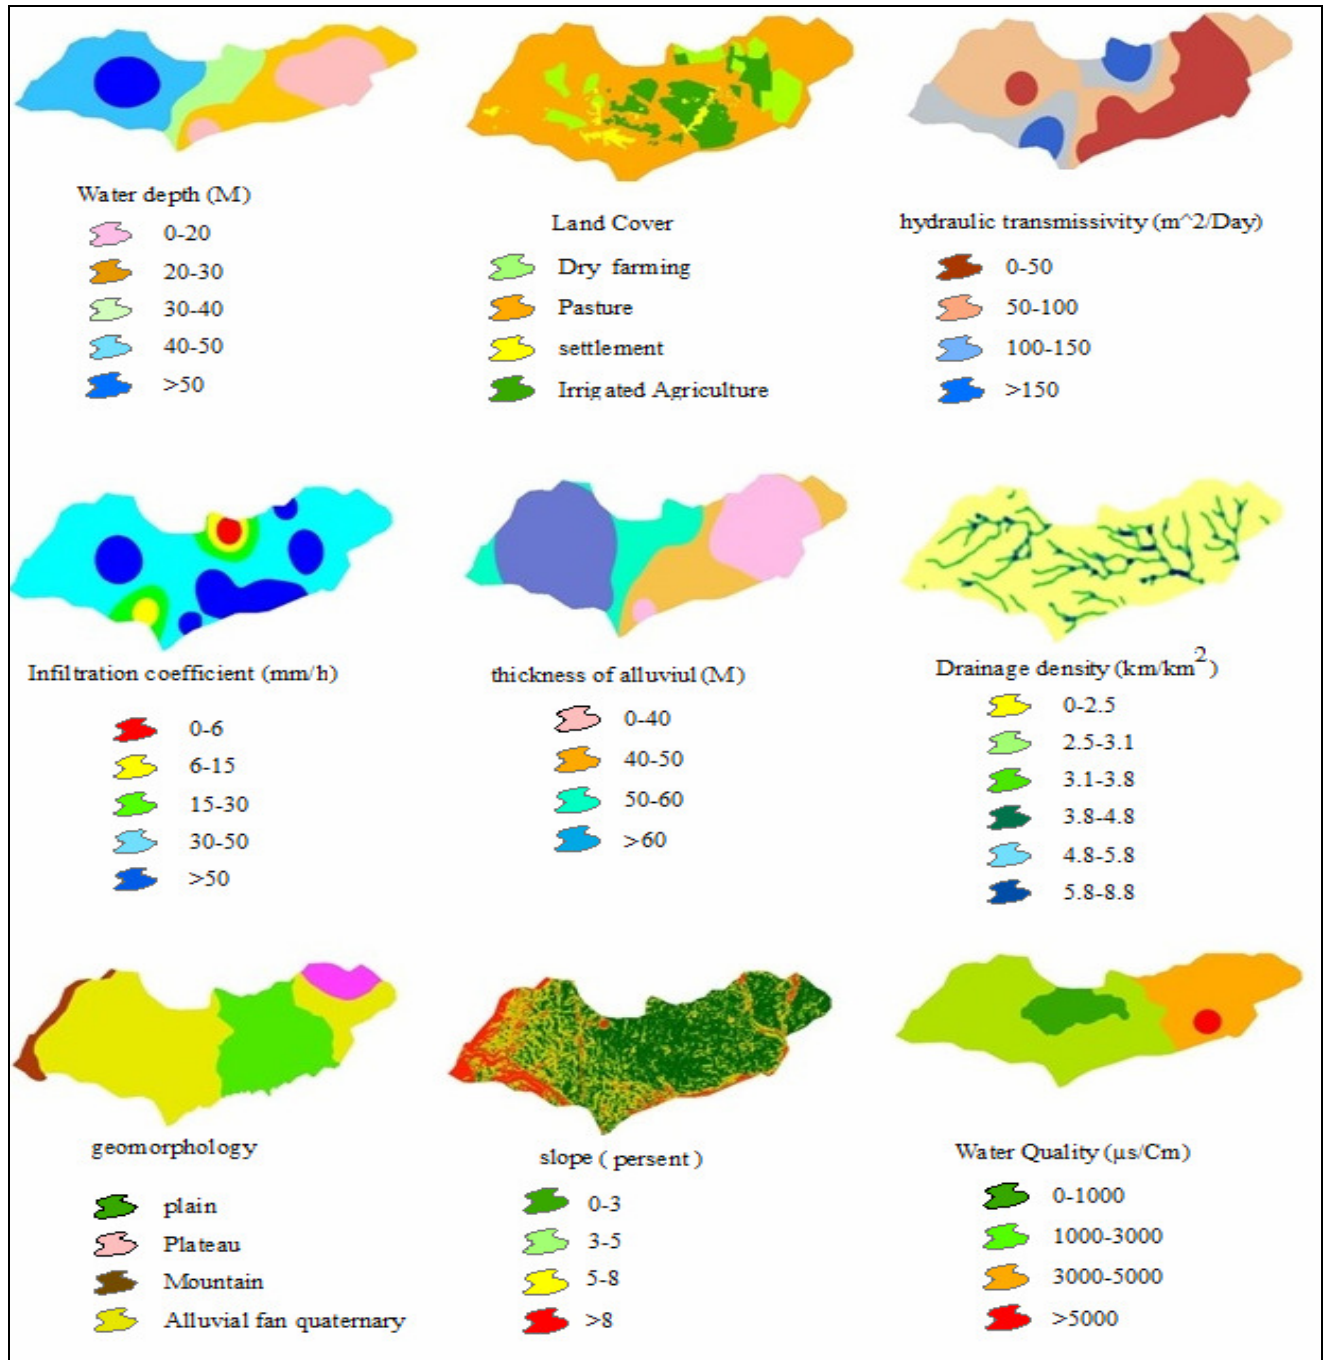 Water depth (M)
0-20
20-30
30-40
40-50
>50
Land Cover
Dry farming
Pasture
settlement
Irrigated Agriculture
hydraulic transmissivity (m^2/Day)
0-50
50-100
100-150
>150
Infiltration coefficient (mm/h)
0-6
6-15
15-30
30-50
>50
thickness of alluviul (M)
0-40
40-50
50-60
>60
Drainage density (km/km²)
0-2.5
2.5-3.1
3.1-3.8
3.8-4.8
4.8-5.8
5.8-8.8
geomorphology
plain
Plateau
Mountain
Alluvial fan quaternary
slope ( persent )
0-3
3-5
5-8
>8
Water Quality (µs/Cm)
0-1000
1000-3000
3000-5000
>5000